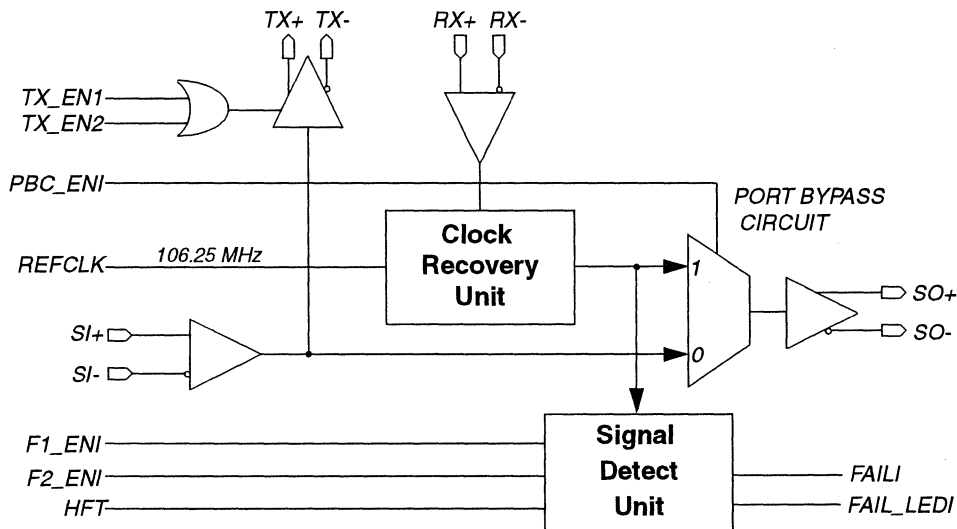 TX+ TX- RX+ RX-
TX_EN1
TX_EN2
PBC_ENI
PORT BYPASS
CIRCUIT
REFCLK
106.25 MHz
Clock
Recovery
Unit
1
SO+
SO-
SI+
SI-
0
F1_ENI
F2_ENI
HFT
Signal
Detect
Unit
FAILI
FAIL_LEDI